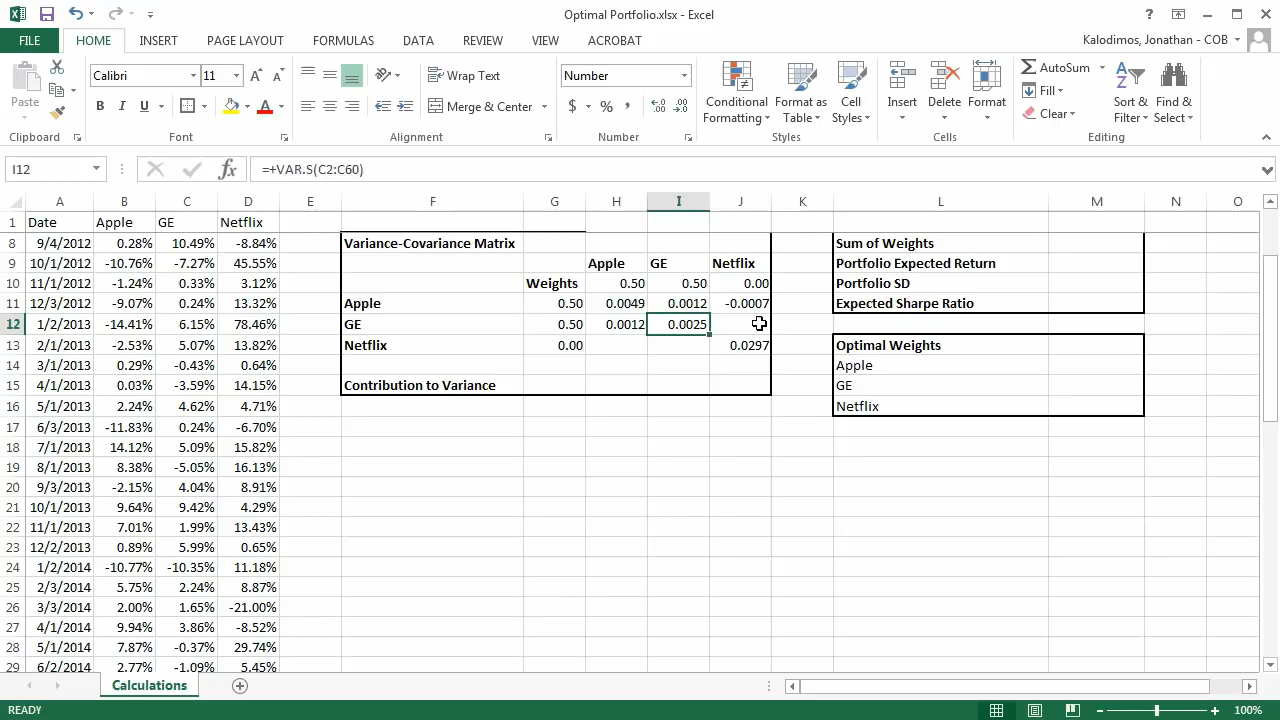 Optimal Portfolio.xlsx - Excel
FILE HOME INSERT PAGE LAYOUT FORMULAS DATA REVIEW VIEW ACROBAT Kalodimos, Jonathan - COB
Paste Calibri 11 Wrap Text Number Conditional Formatting Format as Table Cell Styles Insert Delete Format AutoSum Fill Clear Sort & Filter Find & Select
B I U Merge & Center $ % ,
Clipboard Font Alignment Number Styles Cells Editing
I12 fx =+VAR.S(C2:C60)
A B C D E F G H I J K L M N O
1 Date Apple GE Netflix
8 9/4/2012 0.28% 10.49% -8.84% Variance-Covariance Matrix Sum of Weights
9 10/1/2012 -10.76% -7.27% 45.55% Apple GE Netflix Portfolio Expected Return
10 11/1/2012 -1.24% 0.33% 3.12% Weights 0.50 0.50 0.00 Portfolio SD
11 12/3/2012 -9.07% 0.24% 13.32% Apple 0.50 0.0049 0.0012 -0.0007 Expected Sharpe Ratio
12 1/2/2013 -14.41% 6.15% 78.46% GE 0.50 0.0012 0.0025
13 2/1/2013 -2.53% 5.07% 13.82% Netflix 0.00 0.0297 Optimal Weights
14 3/1/2013 0.29% -0.43% 0.64% Apple
15 4/1/2013 0.03% -3.59% 14.15% Contribution to Variance GE
16 5/1/2013 2.24% 4.62% 4.71% Netflix
17 6/3/2013 -11.83% 0.24% -6.70%
18 7/1/2013 14.12% 5.09% 15.82%
19 8/1/2013 8.38% -5.05% 16.13%
20 9/3/2013 -2.15% 4.04% 8.91%
21 10/1/2013 9.64% 9.42% 4.29%
22 11/1/2013 7.01% 1.99% 13.43%
23 12/2/2013 0.89% 5.99% 0.65%
24 1/2/2014 -10.77% -10.35% 11.18%
25 2/3/2014 5.75% 2.24% 8.87%
26 3/3/2014 2.00% 1.65% -21.00%
27 4/1/2014 9.94% 3.86% -8.52%
28 5/1/2014 7.87% -0.37% 29.74%
29 6/2/2014 2.77% -1.09% 5.45%
Calculations
READY 100%